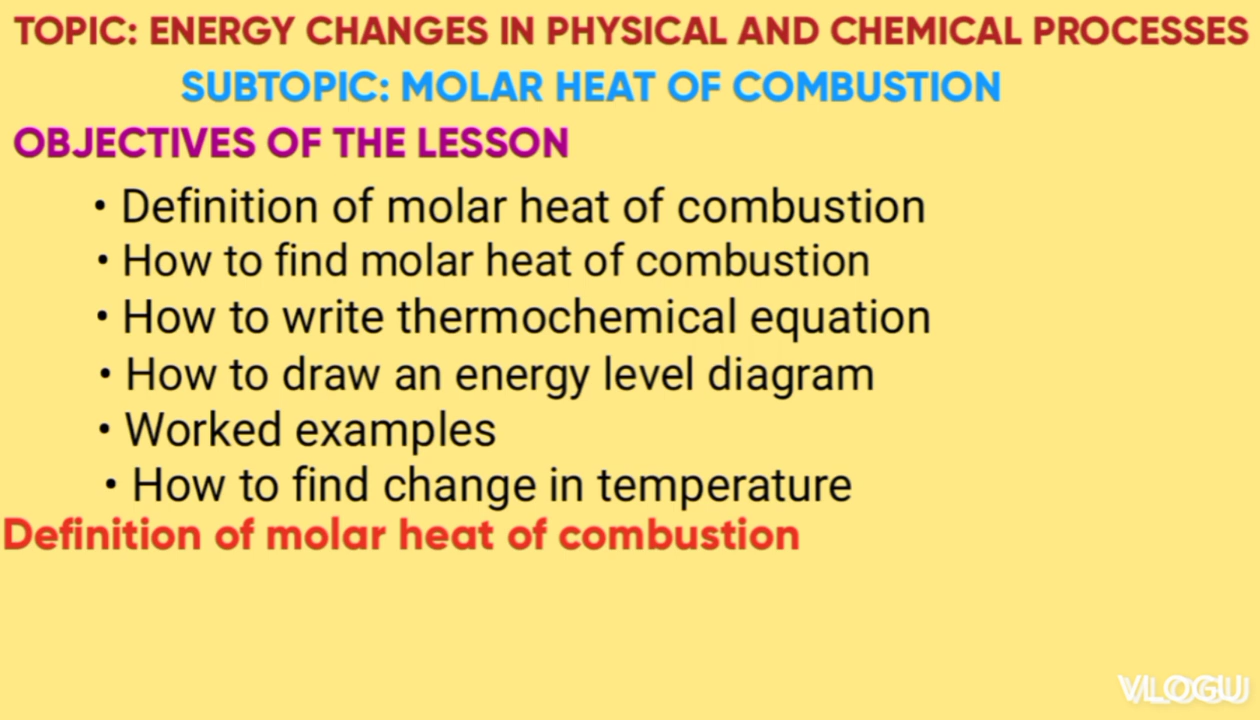 TOPIC: ENERGY CHANGES IN PHYSICAL AND CHEMICAL PROCESSES
SUBTOPIC: MOLAR HEAT OF COMBUSTION
OBJECTIVES OF THE LESSON
• Definition of molar heat of combustion
• How to find molar heat of combustion
• How to write thermochemical equation
• How to draw an energy level diagram
• Worked examples
• How to find change in temperature
Definition of molar heat of combustion
VLOGU